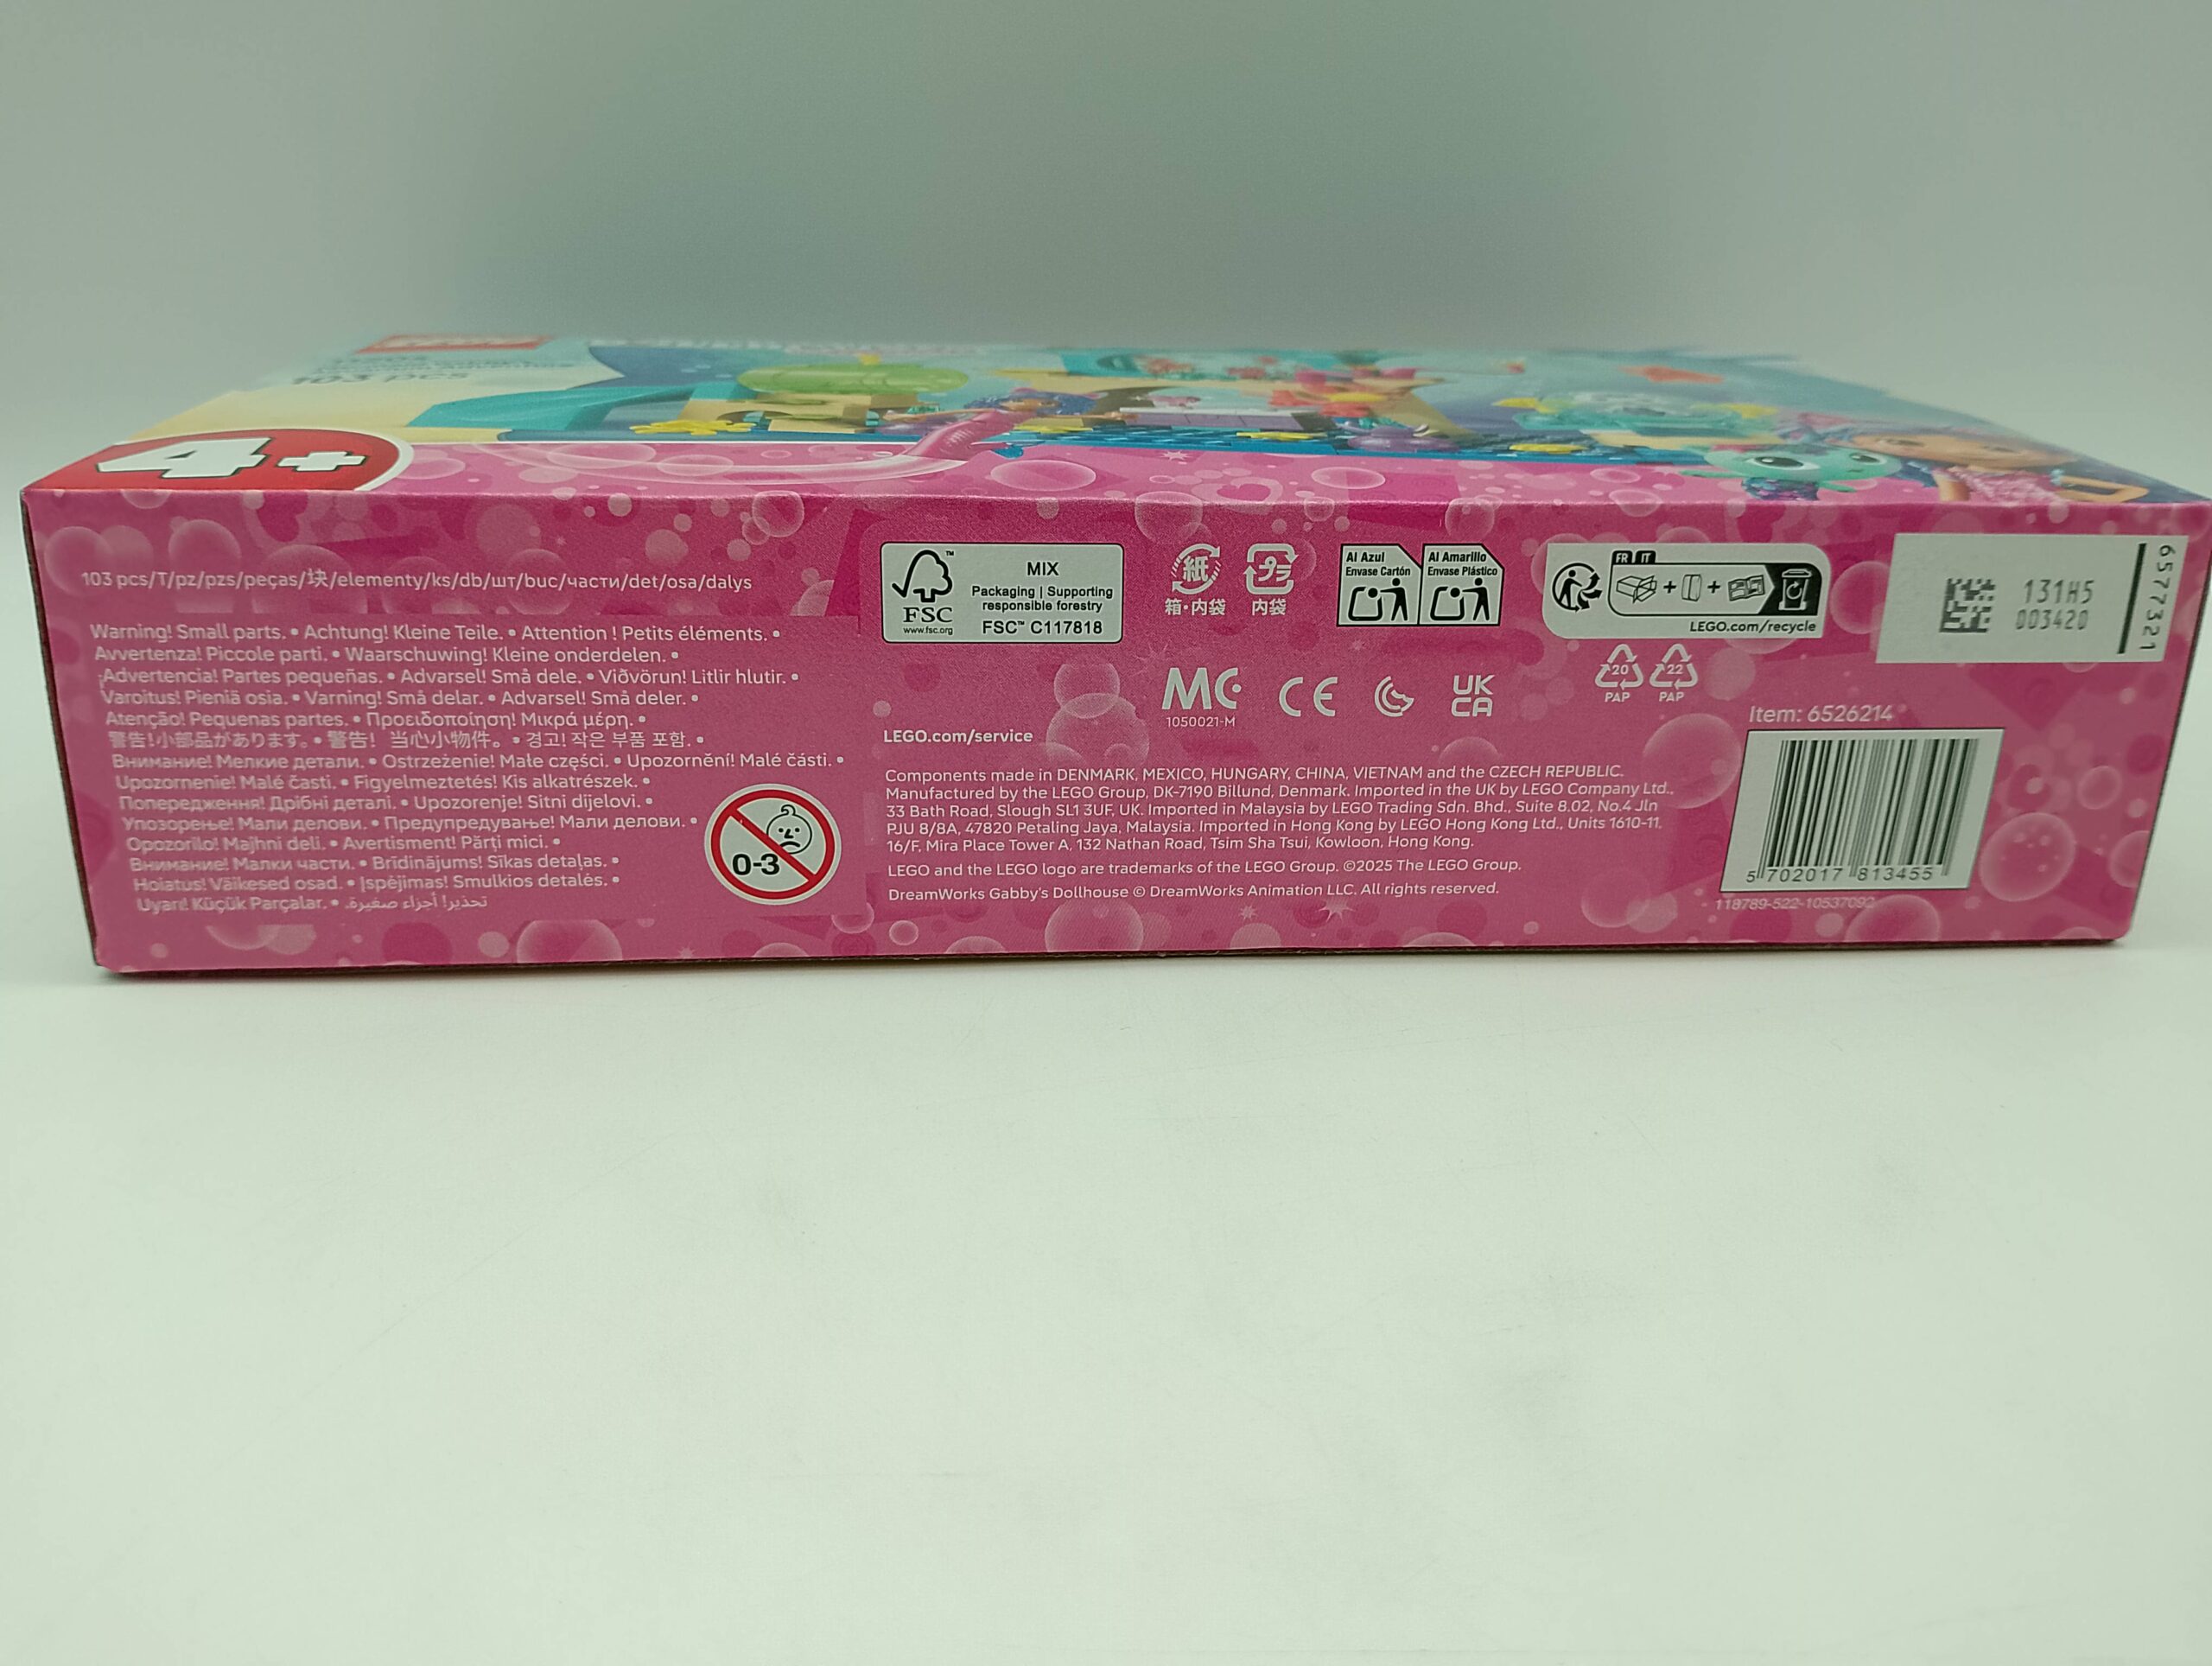 103 pcs
4+
103 pcs/T/pz/pzs/peças/块/elementy/ks/db/шт/buc/части/det/osa/dalys
Warning! Small parts. • Achtung! Kleine Teile. • Attention ! Petits éléments. •
Avvertenza! Piccole parti. • Waarschuwing! Kleine onderdelen. •
¡Advertencia! Partes pequeñas. • Advarsel! Små dele. • Viðvörun! Litlir hlutir. •
Varoitus! Pieniä osia. • Varning! Små delar. • Advarsel! Små deler. •
Atenção! Pequenas partes. • Προειδοποίηση! Μικρά μέρη. •
警告!小部品があります。• 警告! 当心小物件。• 경고! 작은 부품 포함. •
Внимание! Мелкие детали. • Ostrzeżenie! Małe części. • Upozornění! Malé části. •
Upozornenie! Malé časti. • Figyelmeztetés! Kis alkatrészek. •
Попередження! Дрібні деталі. • Upozorenje! Sitni dijelovi. •
Упозорење! Мали делови. • Предупредување! Мали делови. •
Opozorilo! Majhni deli. • Avertisment! Părți mici. •
Внимание! Малки части. • Brīdinājums! Sīkas detaļas. •
Hoiatus! Väikesed osad. • Įspėjimas! Smulkios detalės. •
Uyarı! Küçük Parçalar. • تحذير! أجزاء صغيرة.
0-3
FSC™
www.fsc.org
MIX
Packaging | Supporting
responsible forestry
FSC™ C117818
紙
箱・内袋
プラ
内袋
Al Azul
Envase Cartón
Al Amarillo
Envase Plástico
FR IT
LEGO.com/recycle
20
PAP
22
PAP
131H5
003420
6577321
MC
1050021-M
CE
UK
CA
LEGO.com/service
Components made in DENMARK, MEXICO, HUNGARY, CHINA, VIETNAM and the CZECH REPUBLIC.
Manufactured by the LEGO Group, DK-7190 Billund, Denmark. Imported in the UK by LEGO Company Ltd.,
33 Bath Road, Slough SL1 3UF, UK. Imported in Malaysia by LEGO Trading Sdn. Bhd., Suite 8.02, No.4 Jln
PJU 8/8A, 47820 Petaling Jaya, Malaysia. Imported in Hong Kong by LEGO Hong Kong Ltd., Units 1610-11,
16/F, Mira Place Tower A, 132 Nathan Road, Tsim Sha Tsui, Kowloon, Hong Kong.
LEGO and the LEGO logo are trademarks of the LEGO Group. ©2025 The LEGO Group.
DreamWorks Gabby's Dollhouse © DreamWorks Animation LLC. All rights reserved.
Item: 6526214
5 702017 813455
118789-522-10537092